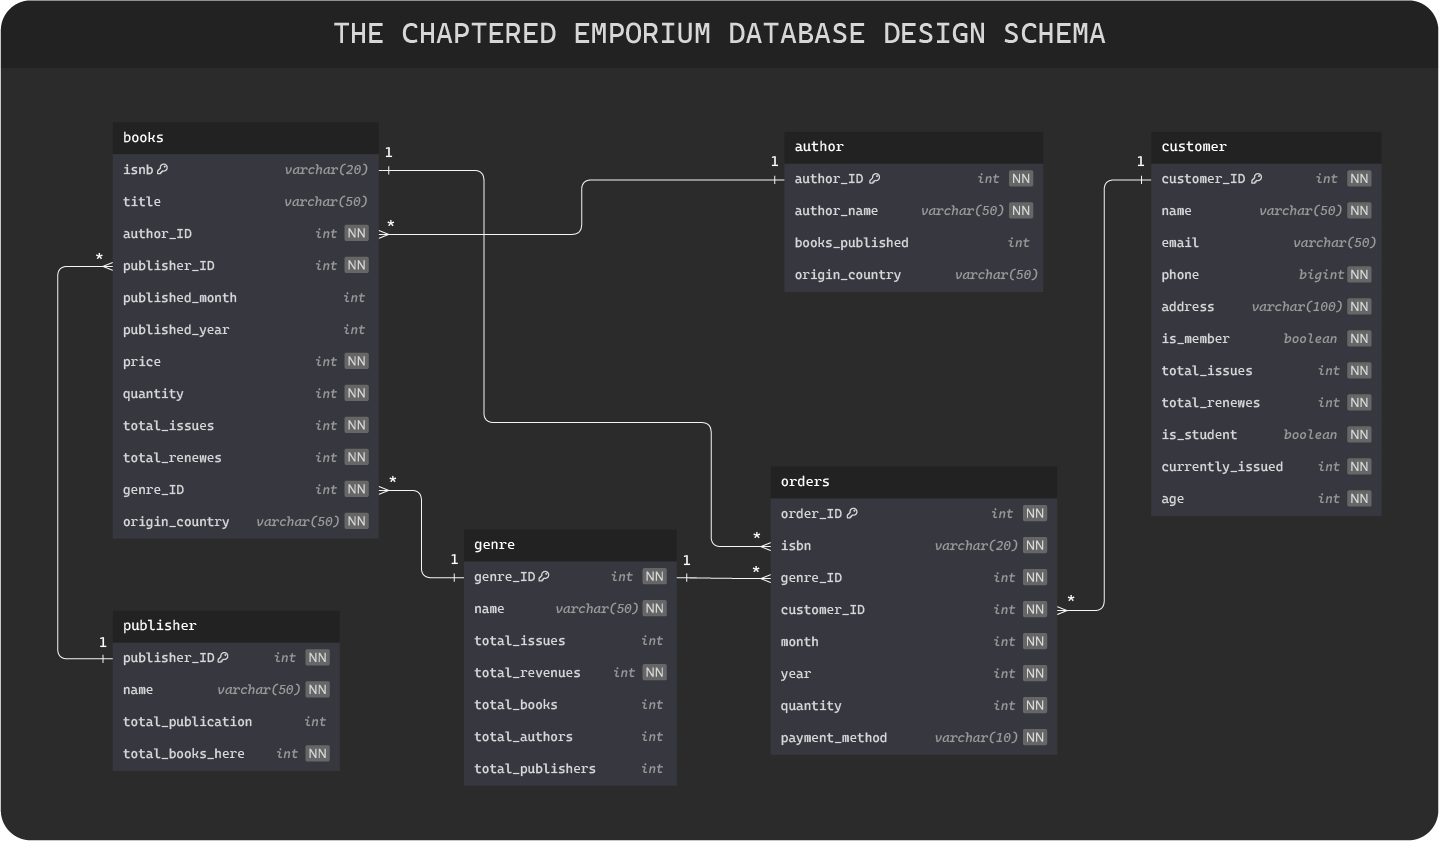 THE CHAPTERED EMPORIUM DATABASE DESIGN SCHEMA
books
isnb varchar(20)
title varchar(50)
author_ID int NN
publisher_ID int NN
published_month int
published_year int
price int NN
quantity int NN
total_issues int NN
total_renewes int NN
genre_ID int NN
origin_country varchar(50) NN
1
*
*
*
author
author_ID int NN
author_name varchar(50) NN
books_published int
origin_country varchar(50)
1
customer
customer_ID int NN
name varchar(50) NN
email varchar(50)
phone bigint NN
address varchar(100) NN
is_member boolean NN
total_issues int NN
total_renewes int NN
is_student boolean NN
currently_issued int NN
age int NN
1
publisher
publisher_ID int NN
name varchar(50) NN
total_publication int
total_books_here int NN
1
genre
genre_ID int NN
name varchar(50) NN
total_issues int
total_revenues int NN
total_books int
total_authors int
total_publishers int
1
1
orders
order_ID int NN
isbn varchar(20) NN
genre_ID int NN
customer_ID int NN
month int NN
year int NN
quantity int NN
payment_method varchar(10) NN
*
*
*